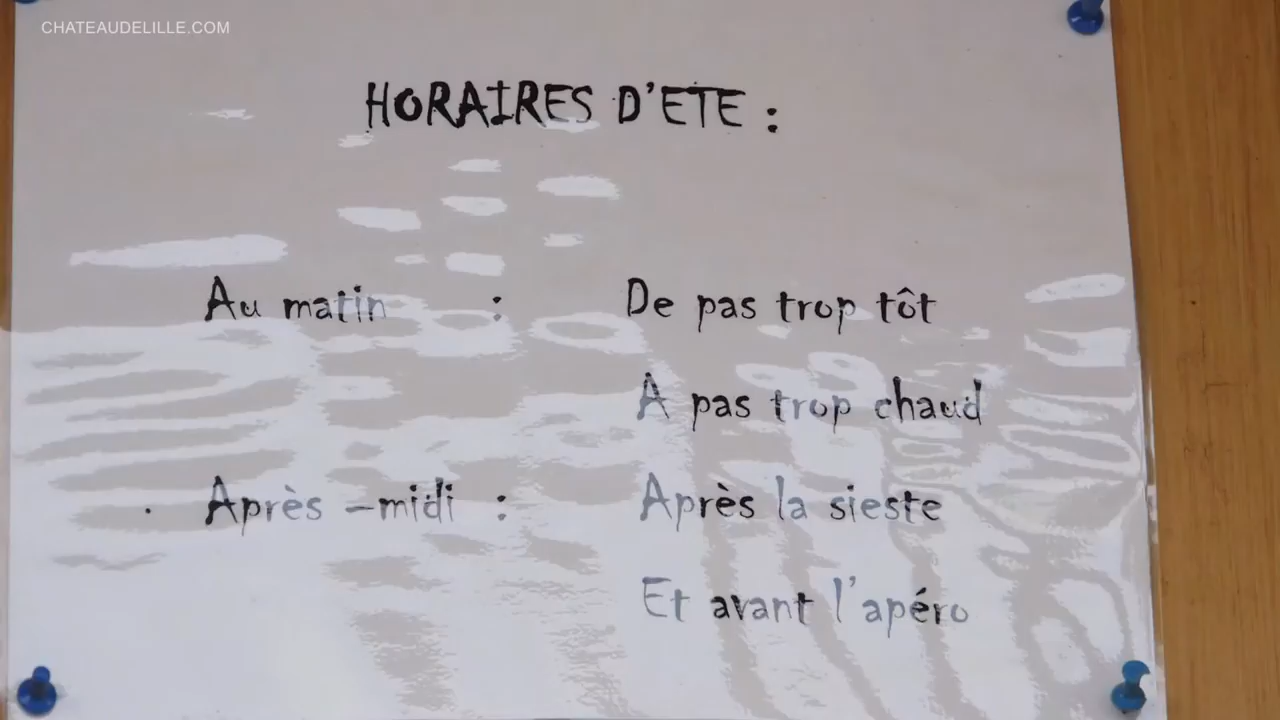 CHATEAUDELILLE.COM
HORAIRES D'ETE :
Au matin : De pas trop tôt
A pas trop chaud
Après -midi : Après la sieste
Et avant l'apéro